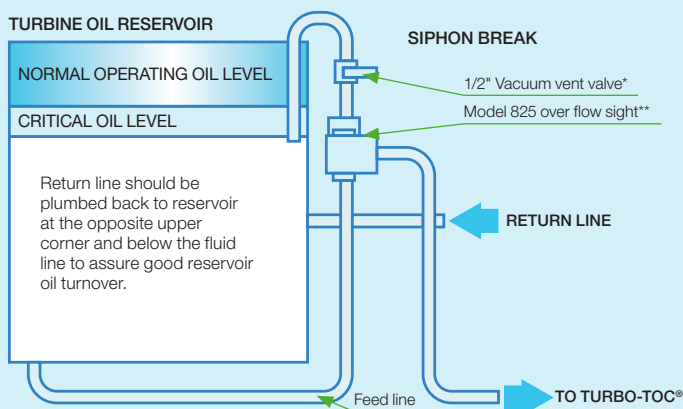 TURBINE OIL RESERVOIR
SIPHON BREAK
NORMAL OPERATING OIL LEVEL
1/2" Vacuum vent valve*
Model 825 over flow sight**
CRITICAL OIL LEVEL
Return line should be
plumbed back to reservoir
at the opposite upper
corner and below the fluid
line to assure good reservoir
oil turnover.
RETURN LINE
Feed line
TO TURBO-TOC®